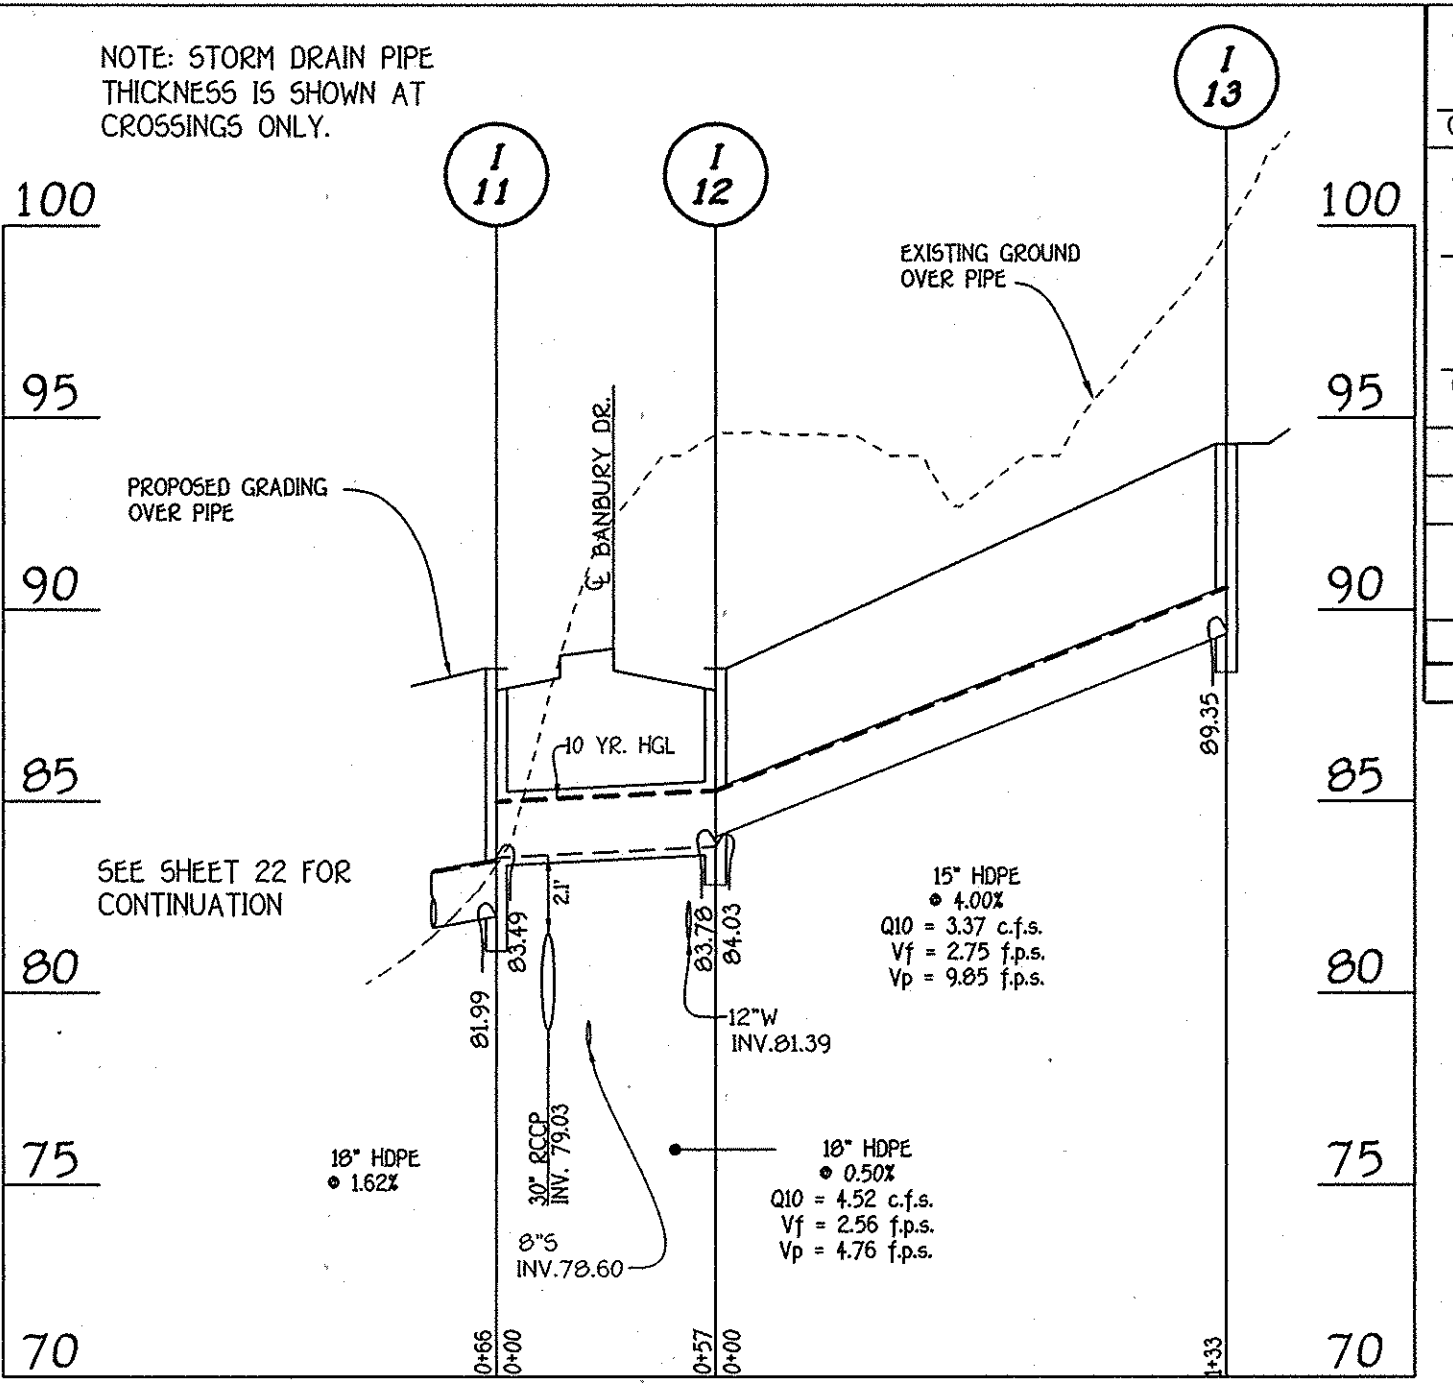 NOTE: STORM DRAIN PIPE
THICKNESS IS SHOWN AT
CROSSINGS ONLY.
I
11
I
12
I
13
100
100
EXISTING GROUND
OVER PIPE
95
95
℄ BANBURY DR.
PROPOSED GRADING
OVER PIPE
90
90
10 YR. HGL
89.35
85
85
SEE SHEET 22 FOR
CONTINUATION
2.1'
83.49
83.78
84.03
81.99
15" HDPE
@ 4.00%
Q10 = 3.37 c.f.s.
Vf = 2.75 f.p.s.
Vp = 9.85 f.p.s.
80
80
12"W
INV.81.39
30" RCCP
INV. 79.03
75
75
18" HDPE
@ 1.62%
18" HDPE
@ 0.50%
Q10 = 4.52 c.f.s.
Vf = 2.56 f.p.s.
Vp = 4.76 f.p.s.
8"S
INV.78.60
70
70
0+66
0+00
0+57
0+00
1+33